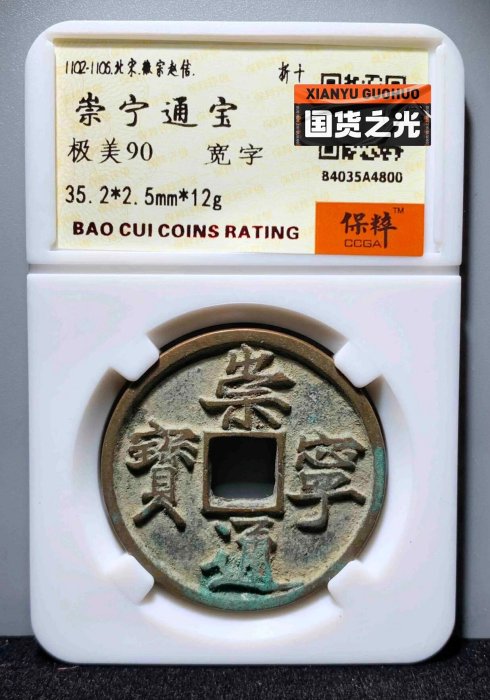 1102-1106.北宋.徽宗赵佶. 折十
崇宁通宝
极美90 宽字
35.2*2.5mm*12g
BAO CUI COINS RATING
XIANYU GUOHUO
国货之光
B4035A4800
保粹™
CCGA
崇寧通寶